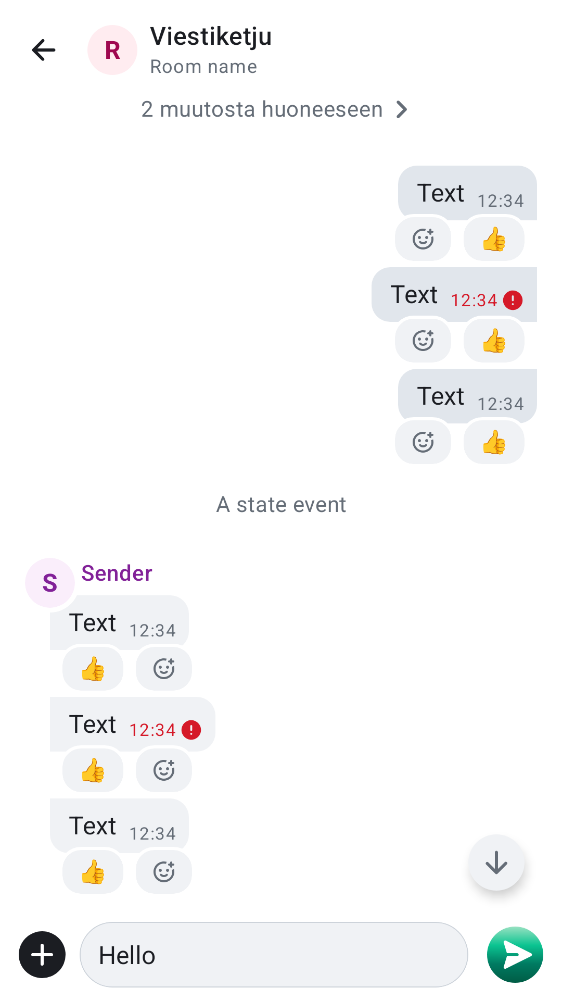 R
Viestiketju
Room name
2 muutosta huoneeseen
Text 12:34
👍
Text 12:34
👍
Text 12:34
👍
A state event
S
Sender
Text 12:34
👍
Text 12:34
👍
Text 12:34
👍
Hello